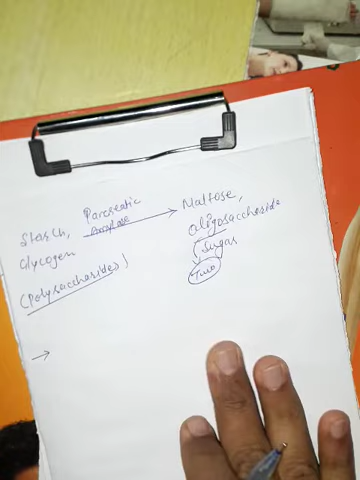 Starch, Pancreatic Amylase → Maltose,
Glycogen oligosaccharide
(Polysaccharides) (Sugar
Two
→